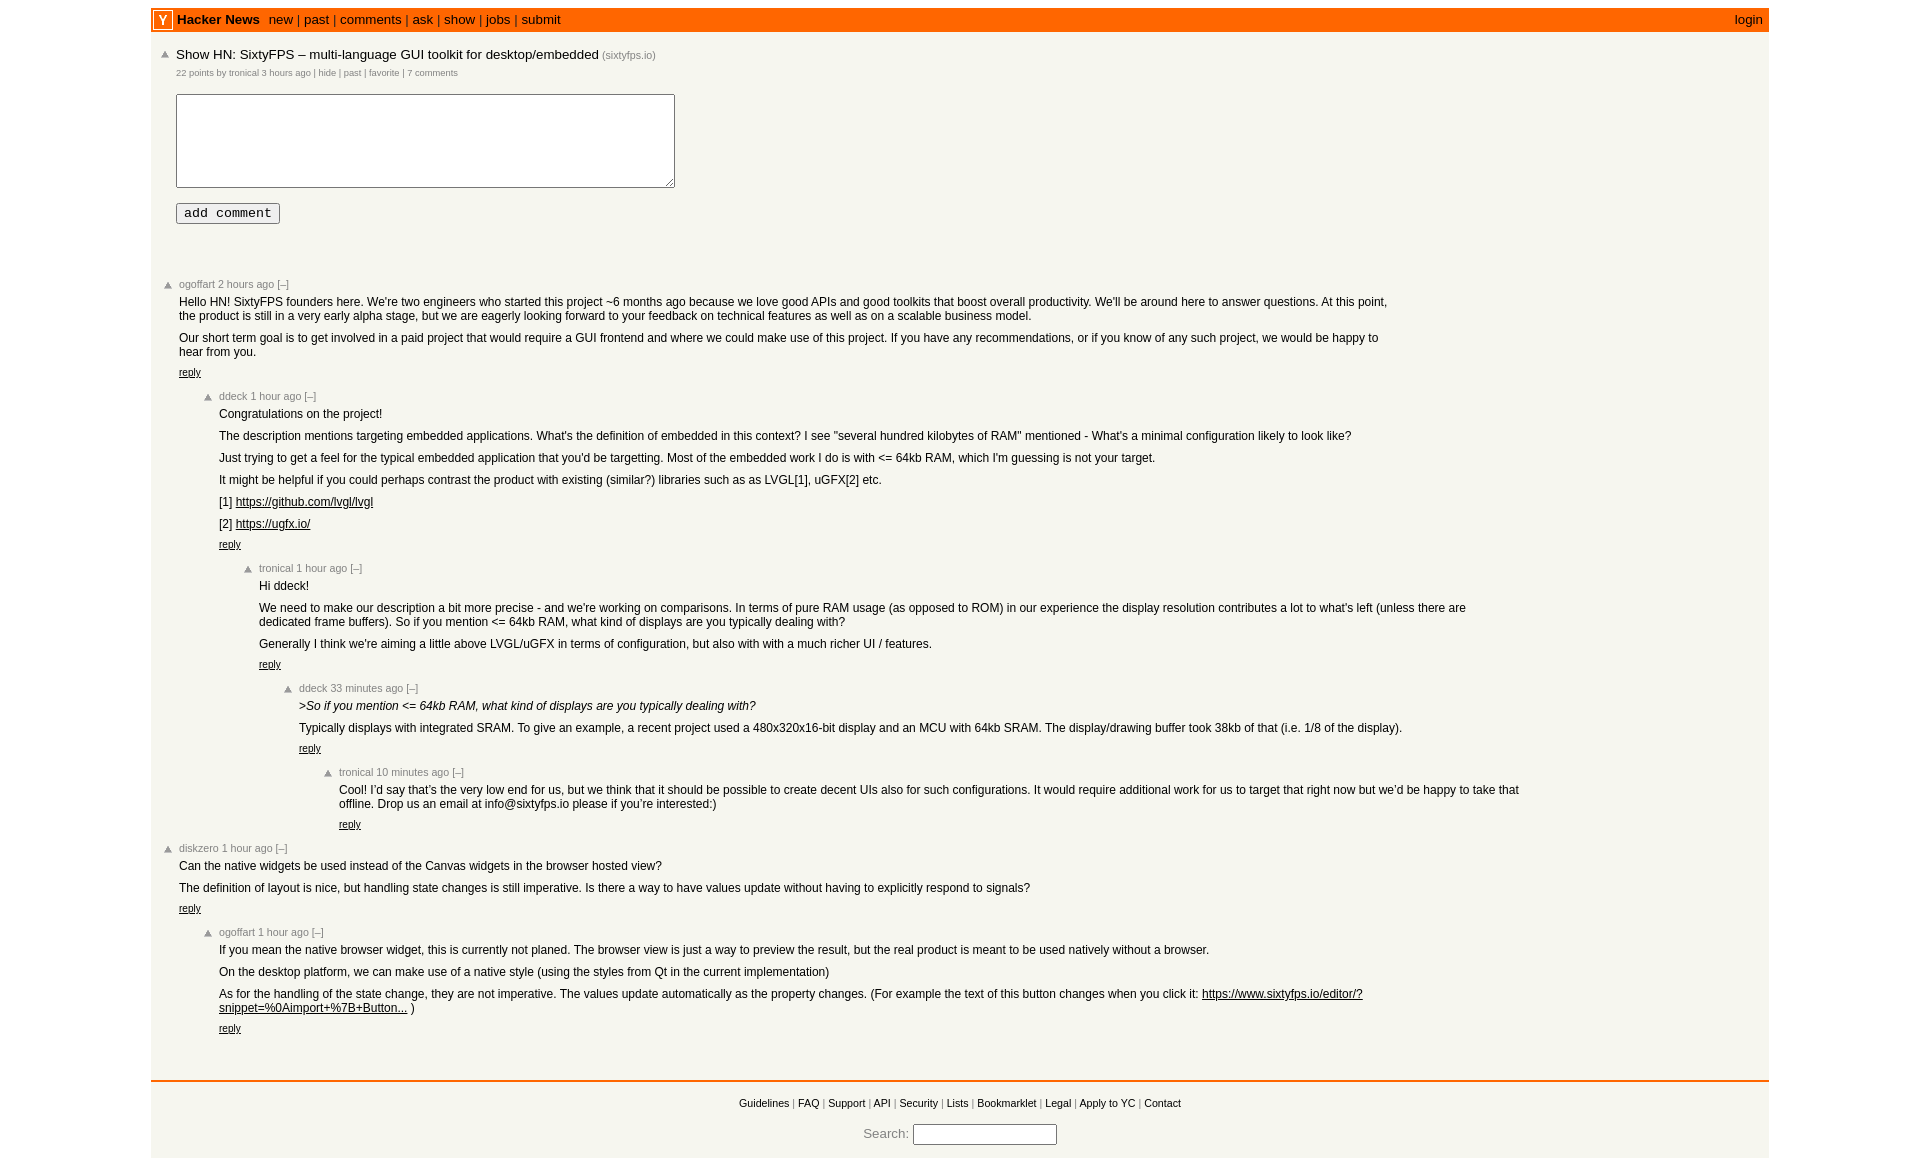 Y Hacker News new | past | comments | ask | show | jobs | submit login
Show HN: SixtyFPS – multi-language GUI toolkit for desktop/embedded (sixtyfps.io)
22 points by tronical 3 hours ago | hide | past | favorite | 7 comments
add comment
ogoffart 2 hours ago [–]
Hello HN! SixtyFPS founders here. We're two engineers who started this project ~6 months ago because we love good APIs and good toolkits that boost overall productivity. We'll be around here to answer questions. At this point,
the product is still in a very early alpha stage, but we are eagerly looking forward to your feedback on technical features as well as on a scalable business model.
Our short term goal is to get involved in a paid project that would require a GUI frontend and where we could make use of this project. If you have any recommendations, or if you know of any such project, we would be happy to
hear from you.
reply
ddeck 1 hour ago [–]
Congratulations on the project!
The description mentions targeting embedded applications. What's the definition of embedded in this context? I see "several hundred kilobytes of RAM" mentioned - What's a minimal configuration likely to look like?
Just trying to get a feel for the typical embedded application that you'd be targetting. Most of the embedded work I do is with <= 64kb RAM, which I'm guessing is not your target.
It might be helpful if you could perhaps contrast the product with existing (similar?) libraries such as as LVGL[1], uGFX[2] etc.
[1] https://github.com/lvgl/lvgl
[2] https://ugfx.io/
reply
tronical 1 hour ago [–]
Hi ddeck!
We need to make our description a bit more precise - and we're working on comparisons. In terms of pure RAM usage (as opposed to ROM) in our experience the display resolution contributes a lot to what's left (unless there are
dedicated frame buffers). So if you mention <= 64kb RAM, what kind of displays are you typically dealing with?
Generally I think we're aiming a little above LVGL/uGFX in terms of configuration, but also with with a much richer UI / features.
reply
ddeck 33 minutes ago [–]
>So if you mention <= 64kb RAM, what kind of displays are you typically dealing with?
Typically displays with integrated SRAM. To give an example, a recent project used a 480x320x16-bit display and an MCU with 64kb SRAM. The display/drawing buffer took 38kb of that (i.e. 1/8 of the display).
reply
tronical 10 minutes ago [–]
Cool! I’d say that’s the very low end for us, but we think that it should be possible to create decent UIs also for such configurations. It would require additional work for us to target that right now but we’d be happy to take that
offline. Drop us an email at info@sixtyfps.io please if you’re interested:)
reply
diskzero 1 hour ago [–]
Can the native widgets be used instead of the Canvas widgets in the browser hosted view?
The definition of layout is nice, but handling state changes is still imperative. Is there a way to have values update without having to explicitly respond to signals?
reply
ogoffart 1 hour ago [–]
If you mean the native browser widget, this is currently not planed. The browser view is just a way to preview the result, but the real product is meant to be used natively without a browser.
On the desktop platform, we can make use of a native style (using the styles from Qt in the current implementation)
As for the handling of the state change, they are not imperative. The values update automatically as the property changes. (For example the text of this button changes when you click it: https://www.sixtyfps.io/editor/?
snippet=%0Aimport+%7B+Button... )
reply
Guidelines | FAQ | Support | API | Security | Lists | Bookmarklet | Legal | Apply to YC | Contact
Search: